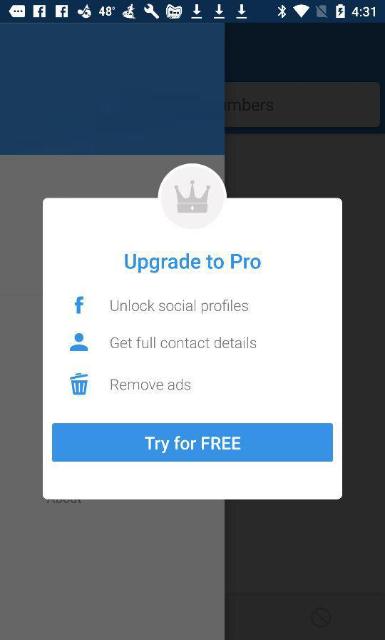 48° 4:31
Upgrade to Pro
Unlock social profiles
Get full contact details
Remove ads
Try for FREE
About